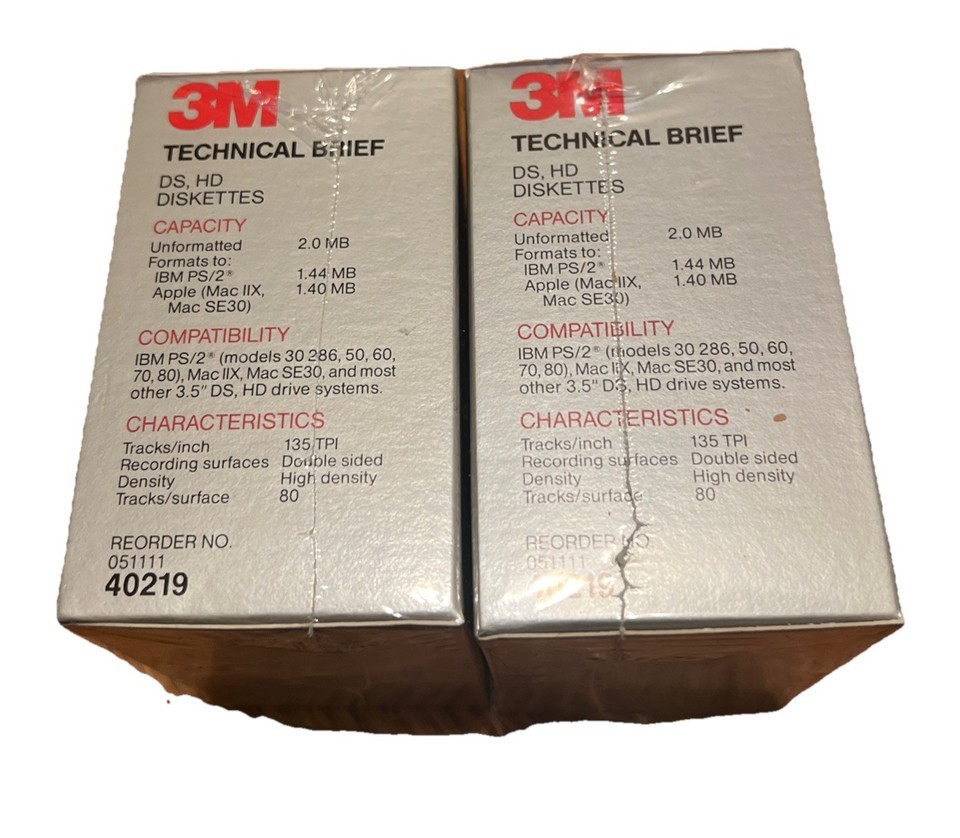 3M
TECHNICAL BRIEF
DS, HD
DISKETTES
CAPACITY
Unformatted 2.0 MB
Formats to:
IBM PS/2® 1.44 MB
Apple (Mac IIX, 1.40 MB
Mac SE30)
COMPATIBILITY
IBM PS/2® (models 30 286, 50, 60,
70, 80), Mac IIX, Mac SE30, and most
other 3.5" DS, HD drive systems.
CHARACTERISTICS
Tracks/inch 135 TPI
Recording surfaces Double sided
Density High density
Tracks/surface 80
REORDER NO.
051111
40219
3M
TECHNICAL BRIEF
DS, HD
DISKETTES
CAPACITY
Unformatted 2.0 MB
Formats to:
IBM PS/2® 1.44 MB
Apple (Mac IIX, 1.40 MB
Mac SE30)
COMPATIBILITY
IBM PS/2® (models 30 286, 50, 60,
70, 80), Mac IIX, Mac SE30, and most
other 3.5" DS, HD drive systems.
CHARACTERISTICS
Tracks/inch 135 TPI
Recording surfaces Double sided
Density High density
Tracks/surface 80
REORDER NO.
051111
40219